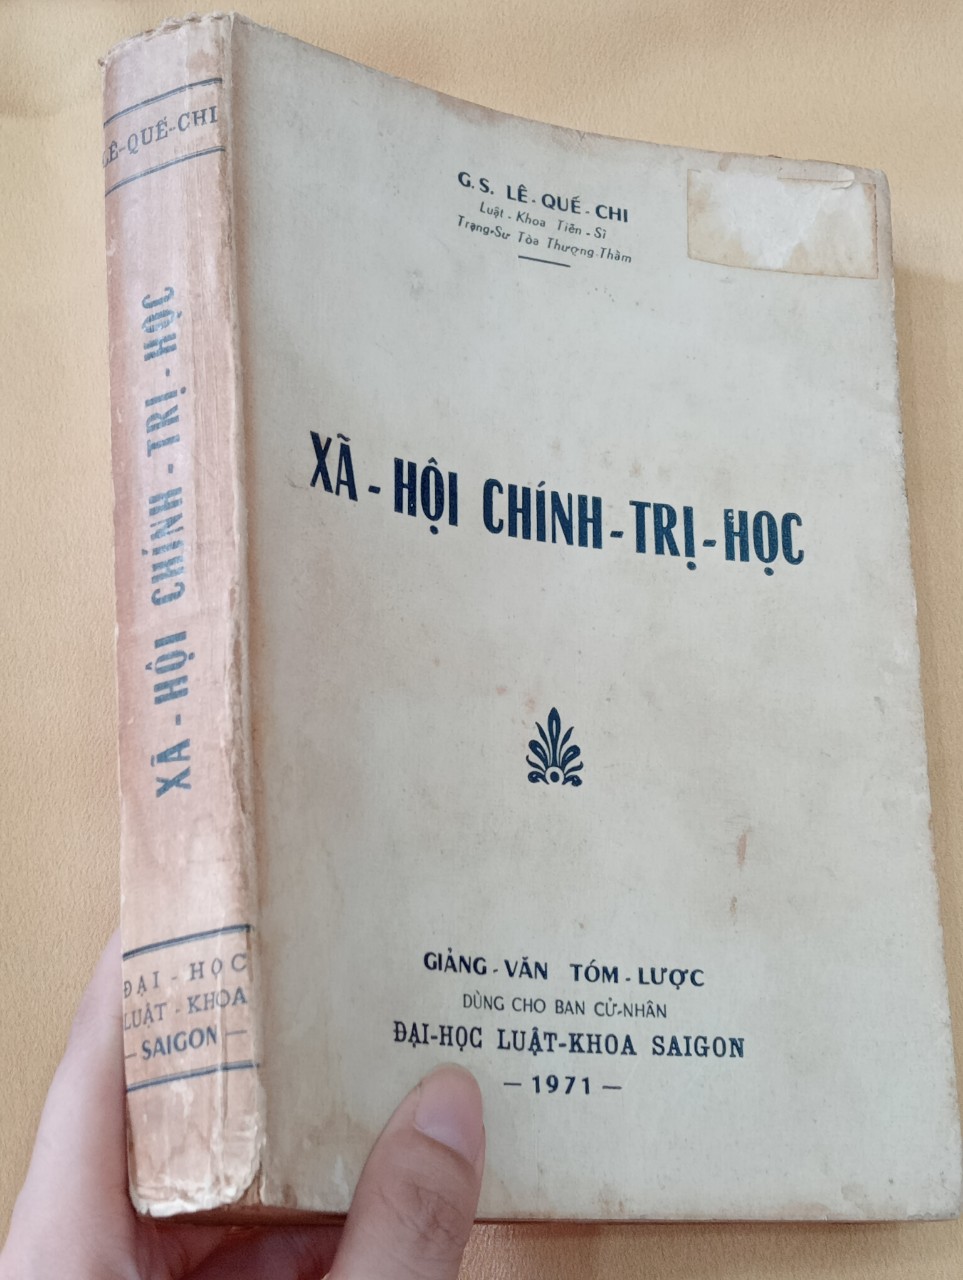 LÊ-QUẾ-CHI
XÃ - HỘI CHÍNH - TRỊ - HỌC
ĐẠI - HỌC
LUẬT - KHOA
— SAIGON —
G.S. LÊ - QUẾ - CHI
Luật - Khoa Tiến - Sĩ
Trạng-Sư Tòa Thượng-Thẩm
XÃ - HỘI CHÍNH - TRỊ - HỌC
GIẢNG - VĂN TÓM - LƯỢC
DÙNG CHO BAN CỬ-NHÂN
ĐẠI-HỌC LUẬT-KHOA SAIGON
— 1971 —